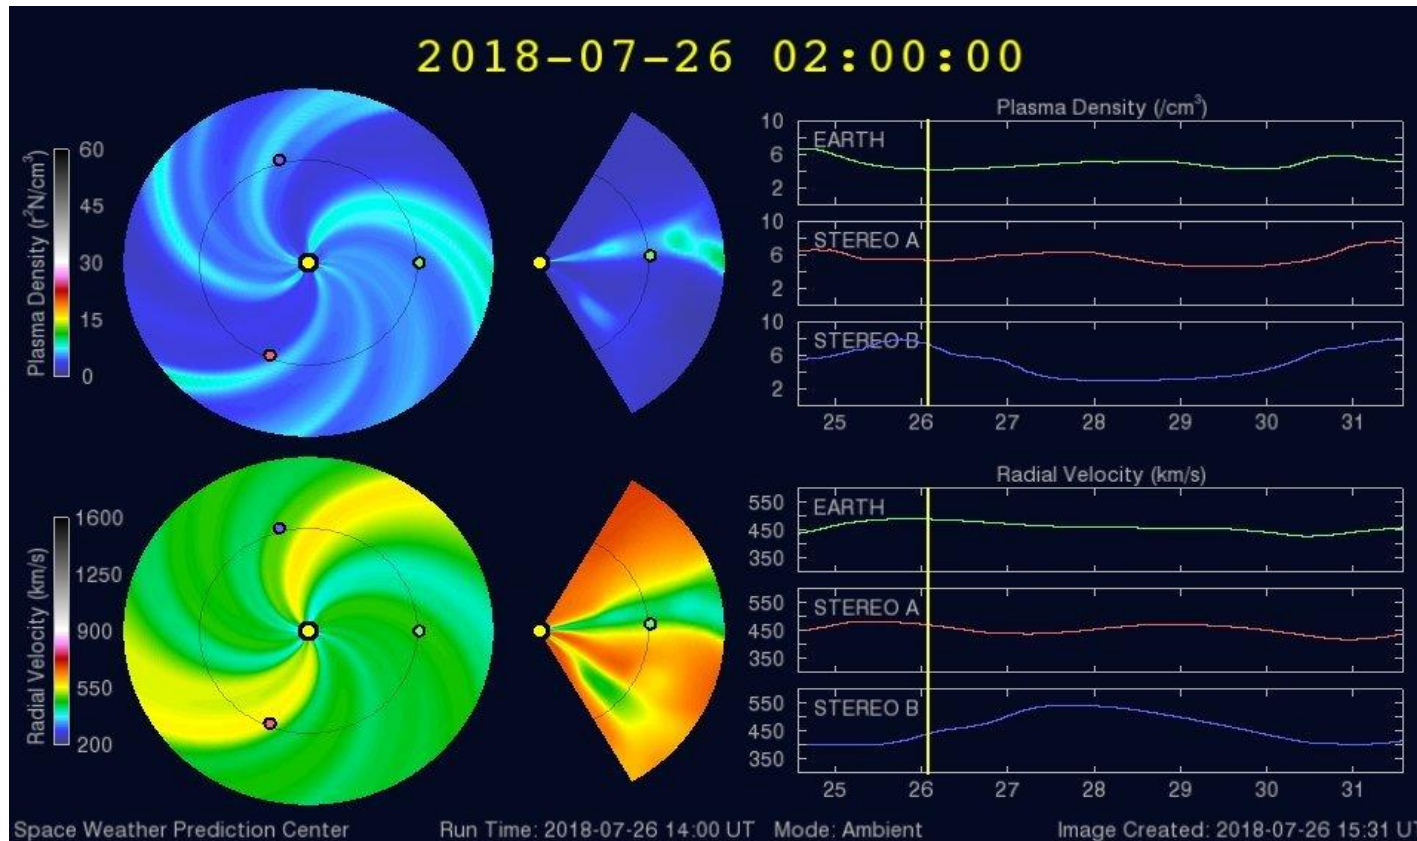 2018-07-26 02:00:00
Plasma Density (r²N/cm³)
60
45
30
15
0
Plasma Density (/cm³)
EARTH
10
6
2
STEREO A
10
6
2
STEREO B
10
6
2
25 26 27 28 29 30 31
Radial Velocity (km/s)
1600
1250
900
550
200
Radial Velocity (km/s)
EARTH
550
450
350
STEREO A
550
450
350
STEREO B
550
450
350
25 26 27 28 29 30 31
Space Weather Prediction Center Run Time: 2018-07-26 14:00 UT Mode: Ambient Image Created: 2018-07-26 15:31 UT